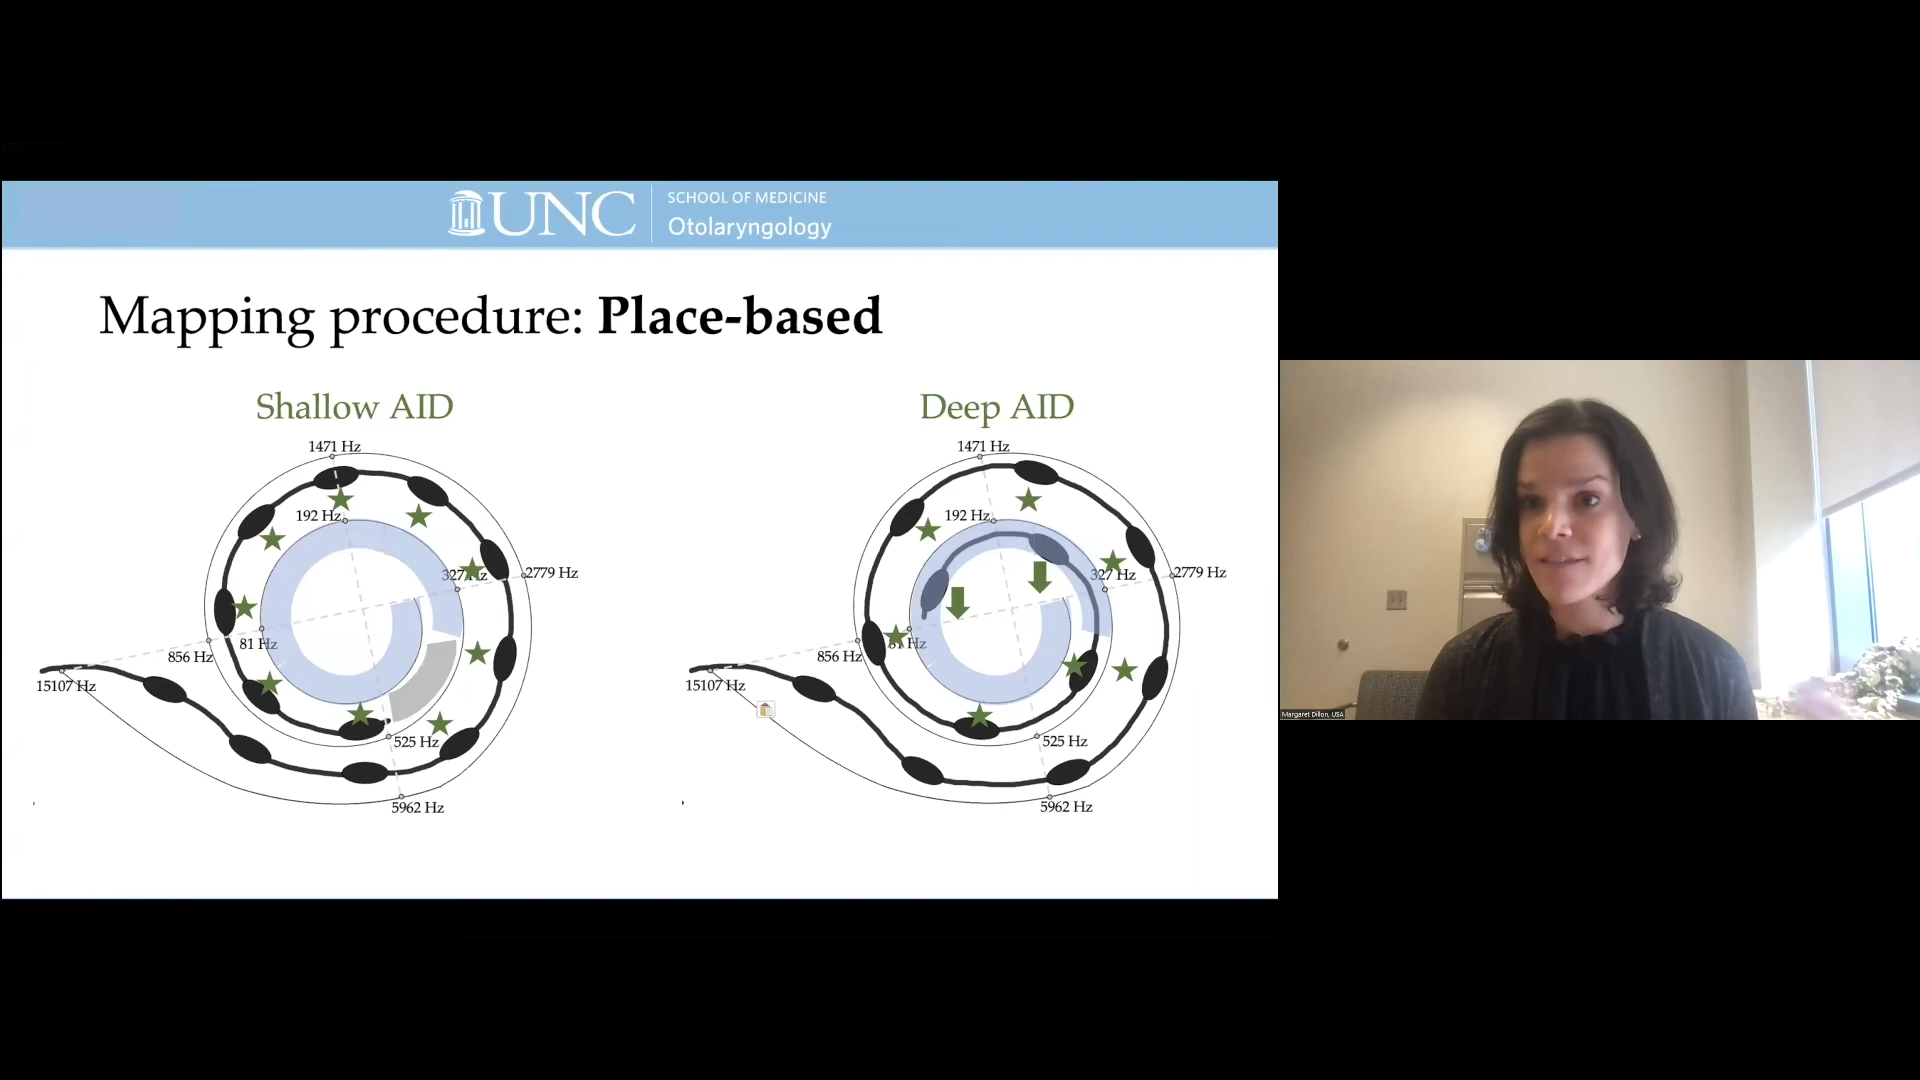 UNC
SCHOOL OF MEDICINE
Otolaryngology
Mapping procedure: Place-based
Shallow AID
1471 Hz
192 Hz
327 Hz
2779 Hz
81 Hz
856 Hz
15107 Hz
525 Hz
5962 Hz
Deep AID
1471 Hz
192 Hz
327 Hz
2779 Hz
Hz
856 Hz
15107 Hz
525 Hz
5962 Hz
Margaret Dillon, USA